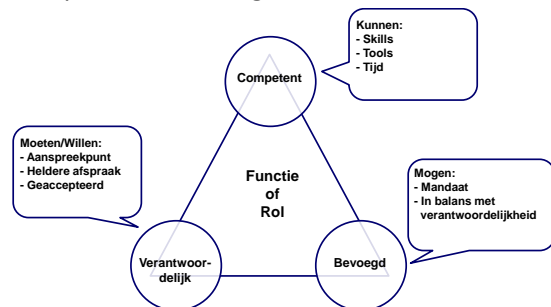 Kunnen:
- Skills
- Tools
- Tijd
Competent
Moeten/Willen:
- Aanspreekpunt
- Heldere afspraak
- Geaccepteerd
Functie
of
Rol
Mogen:
- Mandaat
- In balans met
verantwoordelijkheid
Verantwoor-
delijk
Bevoegd